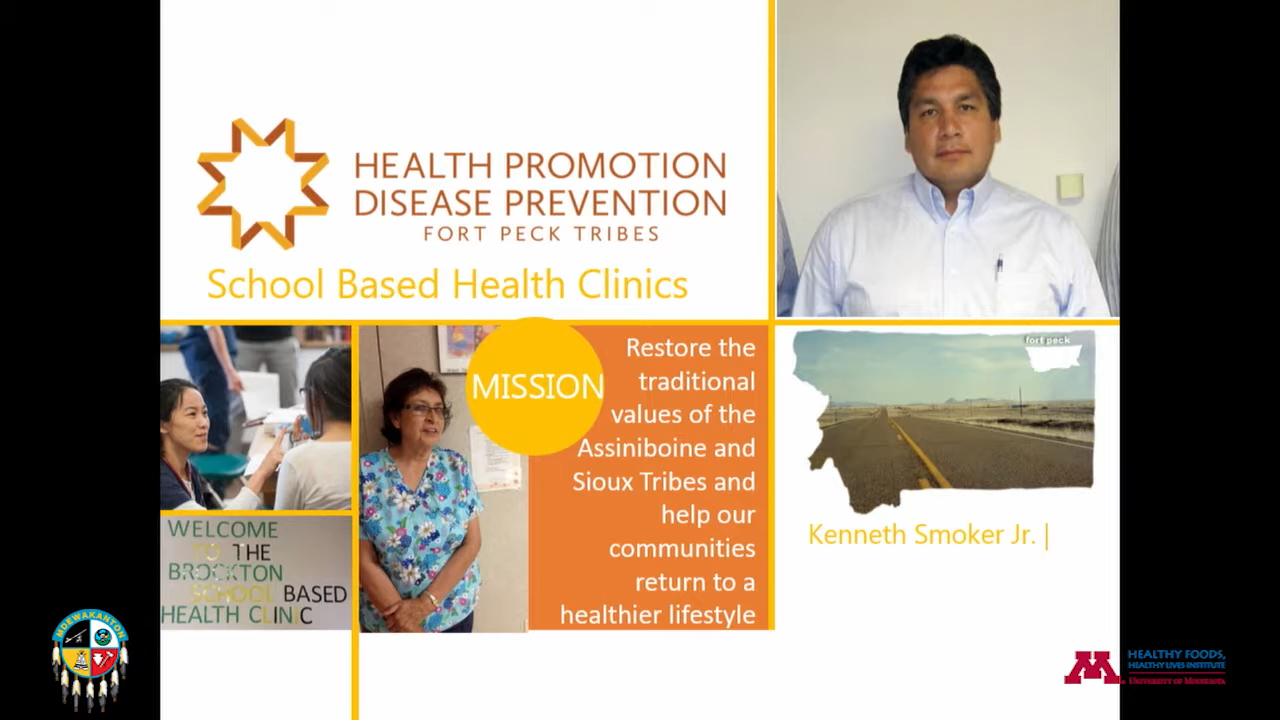 HEALTH PROMOTION
DISEASE PREVENTION
FORT PECK TRIBES
School Based Health Clinics
MISSION
Restore the
traditional
values of the
Assiniboine and
Sioux Tribes and
help our
communities
return to a
healthier lifestyle
fort peck
Kenneth Smoker Jr. |
WELCOME
TO THE
BROCKTON
SCHOOL BASED
HEALTH CLINIC
MDEWAKANTON
M
HEALTHY FOODS,
HEALTHY LIVES INSTITUTE
UNIVERSITY OF MINNESOTA